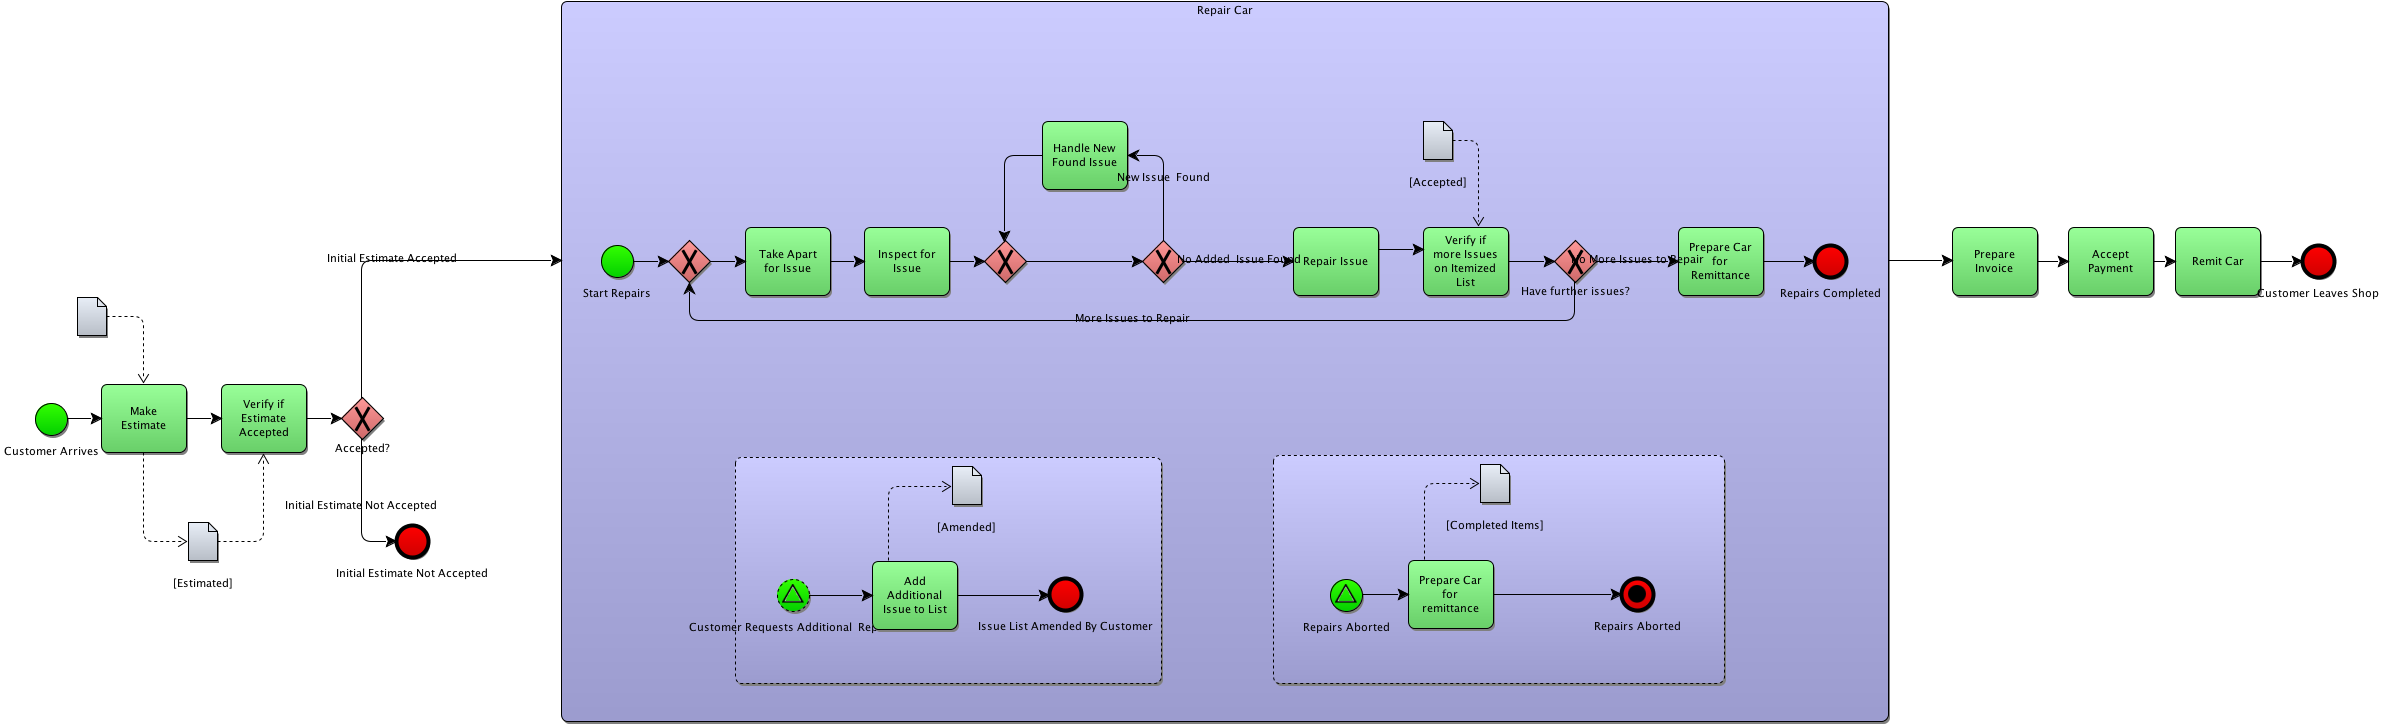 Repair Car
Handle New
Found Issue
New Issue  Found
[Accepted]
Initial Estimate Accepted
Start Repairs
Take Apart
for Issue
Inspect for
Issue
No Added  Issue Found
Repair Issue
Verify if
more Issues
on Itemized
List
Have further issues?
No More Issues to Repair
Prepare Car
for
Remittance
Repairs Completed
More Issues to Repair
Prepare
Invoice
Accept
Payment
Remit Car
Customer Leaves Shop
Customer Arrives
Make
Estimate
Verify if
Estimate
Accepted
Accepted?
Initial Estimate Not Accepted
Initial Estimate Not Accepted
[Estimated]
[Amended]
Customer Requests Additional
Add
Additional
Issue to List
Issue List Amended By Customer
[Completed Items]
Repairs Aborted
Prepare Car
for
remittance
Repairs Aborted